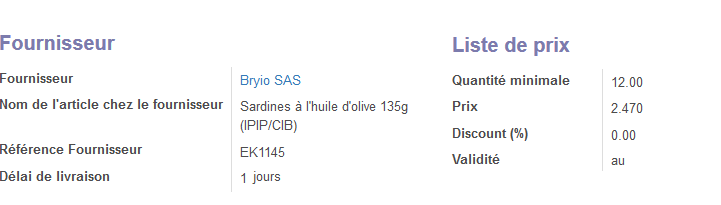 Fournisseur
Fournisseur Bryio SAS
Nom de l'article chez le fournisseur Sardines à l'huile d'olive 135g
(IPIP/CIB)
Référence Fournisseur EK1145
Délai de livraison 1 jours
Liste de prix
Quantité minimale 12.00
Prix 2.470
Discount (%) 0.00
Validité au